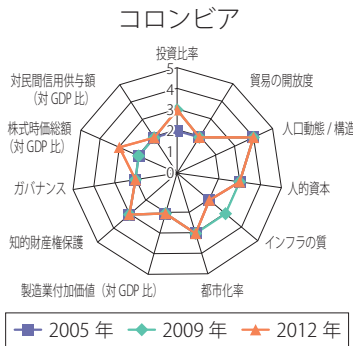 コロンビア
投資比率
貿易の開放度
人口動態 / 構造
人的資本
インフラの質
都市化率
製造業付加価値（対 GDP 比）
知的財産権保護
ガバナンス
株式時価総額
（対 GDP 比）
対民間信用供与額
（対 GDP 比）
5
4
3
2
1
0
2005 年 2009 年 2012 年